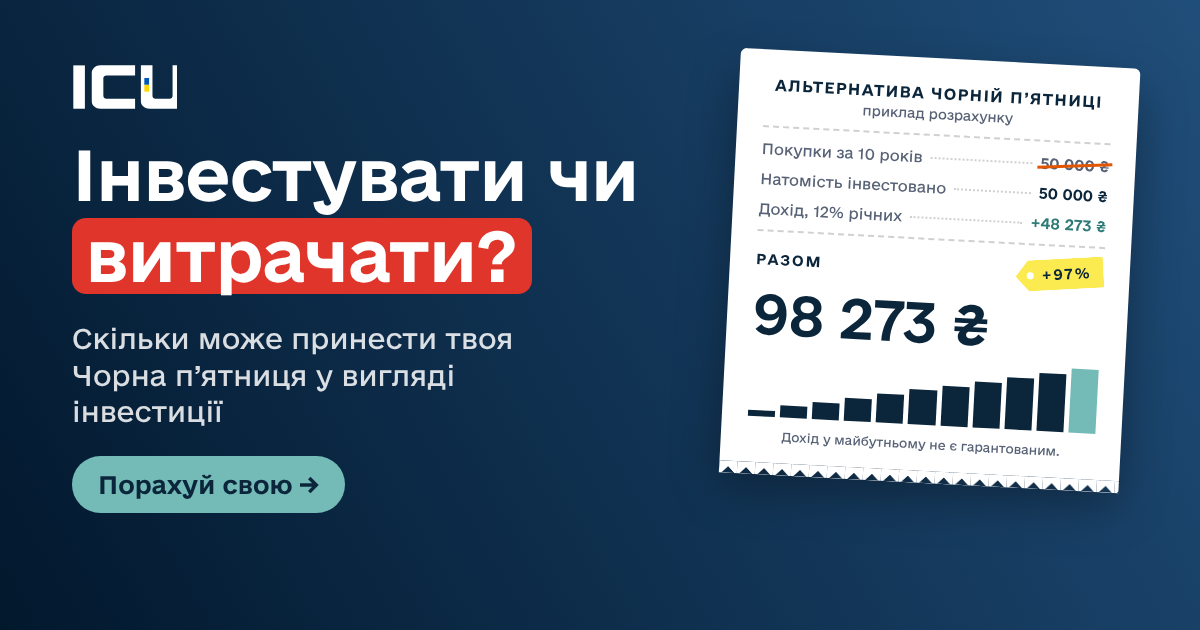 ICU
Інвестувати чи
витрачати?
Скільки може принести твоя
Чорна п’ятниця у вигляді
інвестиції
Порахуй свою →
АЛЬТЕРНАТИВА ЧОРНІЙ П’ЯТНИЦІ
приклад розрахунку
Покупки за 10 років 50 000 ₴
Натомість інвестовано 50 000 ₴
Дохід, 12% річних +48 273 ₴
РАЗОМ +97%
98 273 ₴
Дохід у майбутньому не є гарантованим.